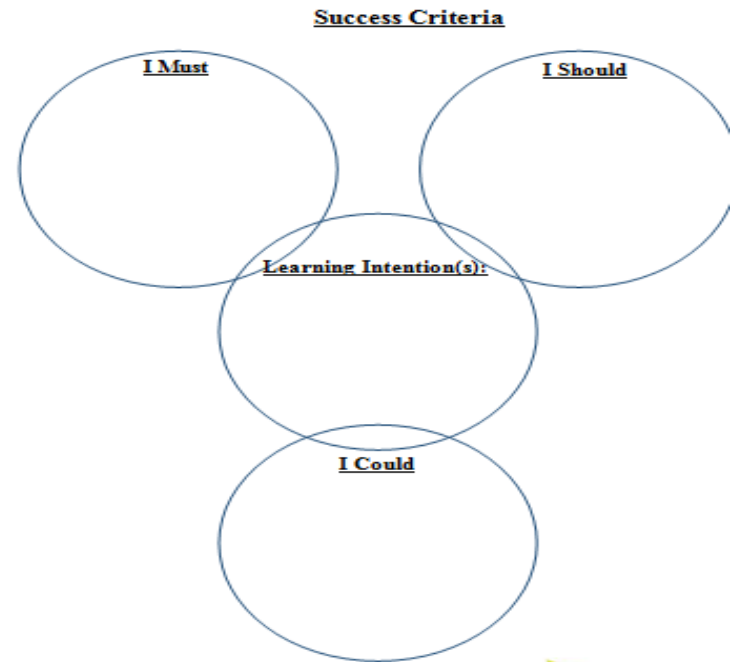 Success Criteria
I Must
I Should
Learning Intention(s):
I Could